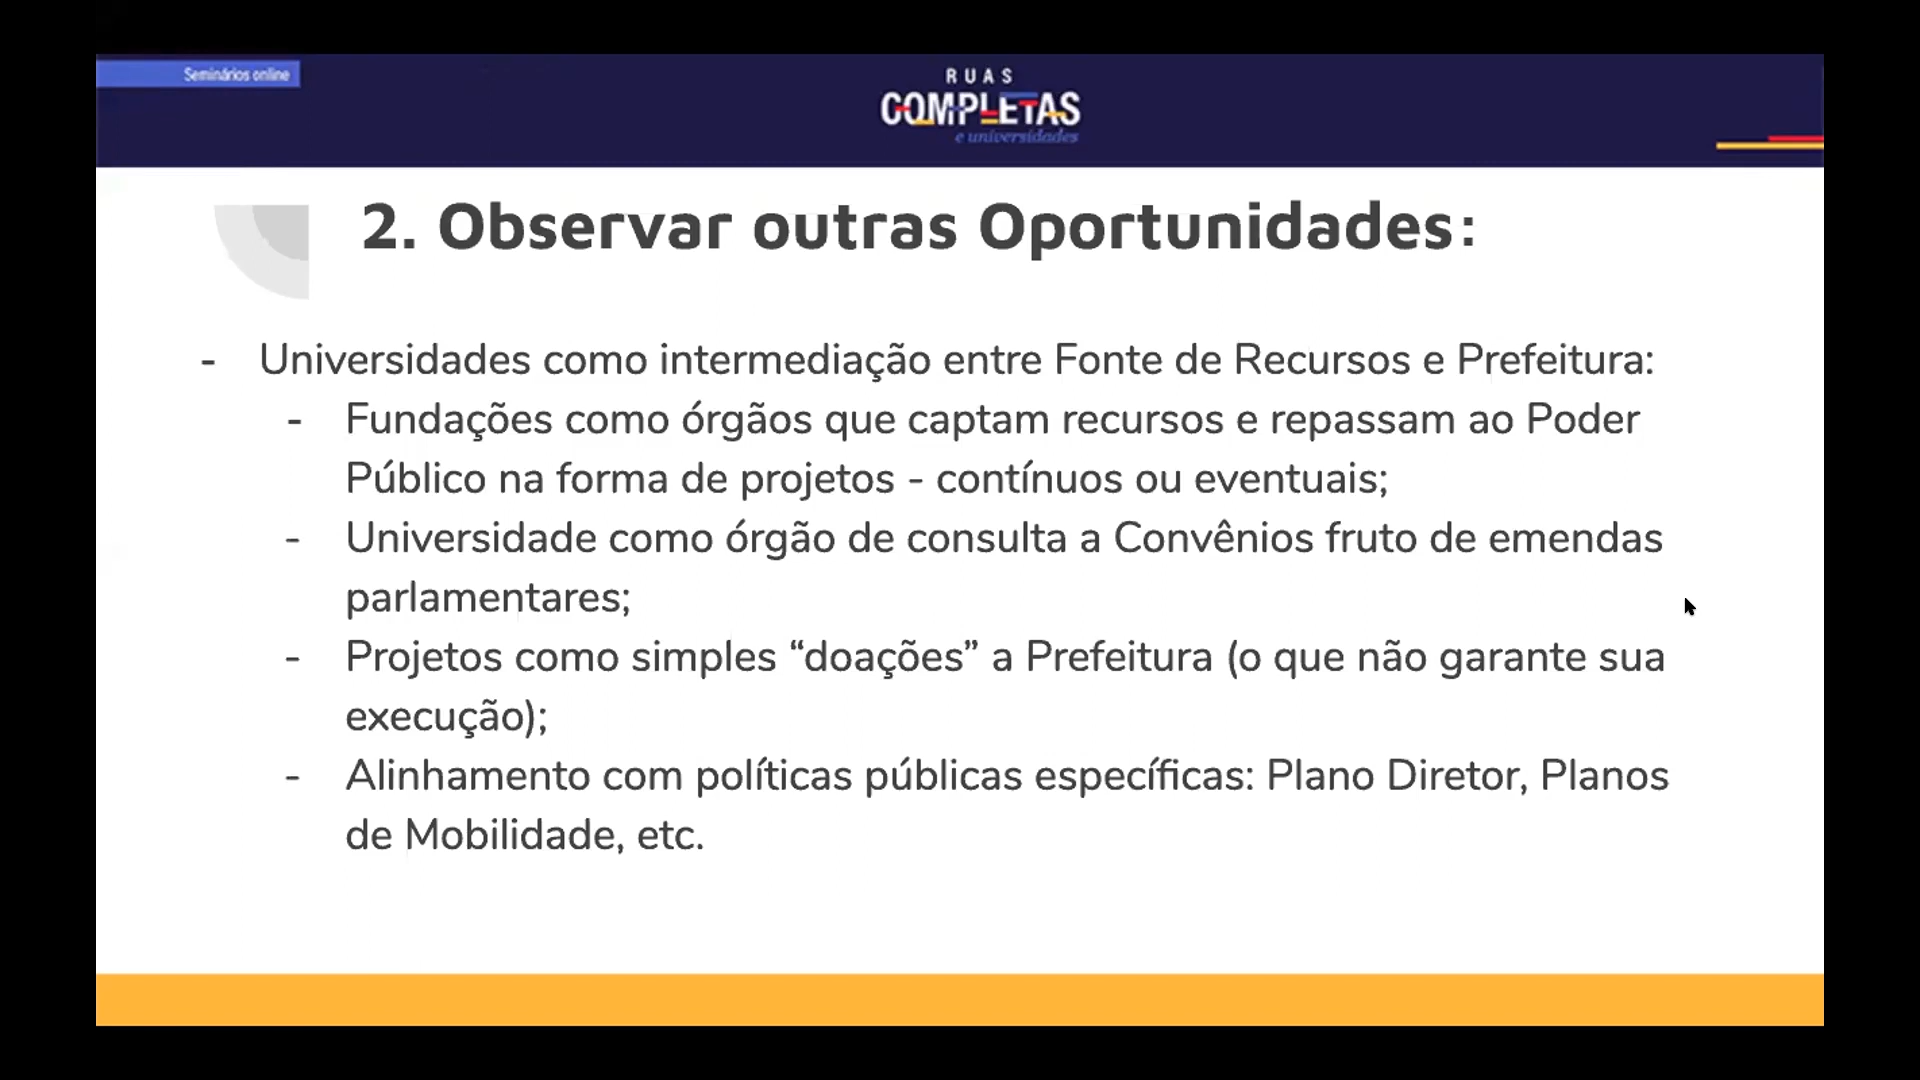 Seminários online
RUAS
COMPLETAS
e universidades
2. Observar outras Oportunidades:
- Universidades como intermediação entre Fonte de Recursos e Prefeitura:
- Fundações como órgãos que captam recursos e repassam ao Poder
Público na forma de projetos - contínuos ou eventuais;
- Universidade como órgão de consulta a Convênios fruto de emendas
parlamentares;
- Projetos como simples “doações” a Prefeitura (o que não garante sua
execução);
- Alinhamento com políticas públicas específicas: Plano Diretor, Planos
de Mobilidade, etc.